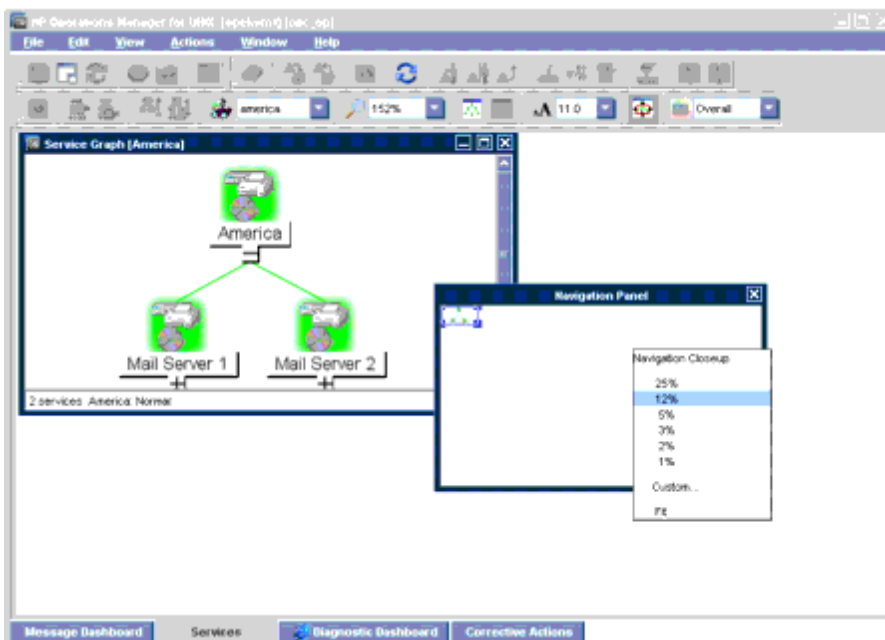 HP Operations Manager for UNIX
File Edit View Actions Window Help
america 152% 11.0 Overall
Service Graph [America]
America
Mail Server 1 Mail Server 2
2 services America: Normal
Navigation Panel
Navigation Closeup
25%
12%
5%
3%
2%
1%
Custom...
Fit
Message Dashboard Services Diagnostic Dashboard Corrective Actions